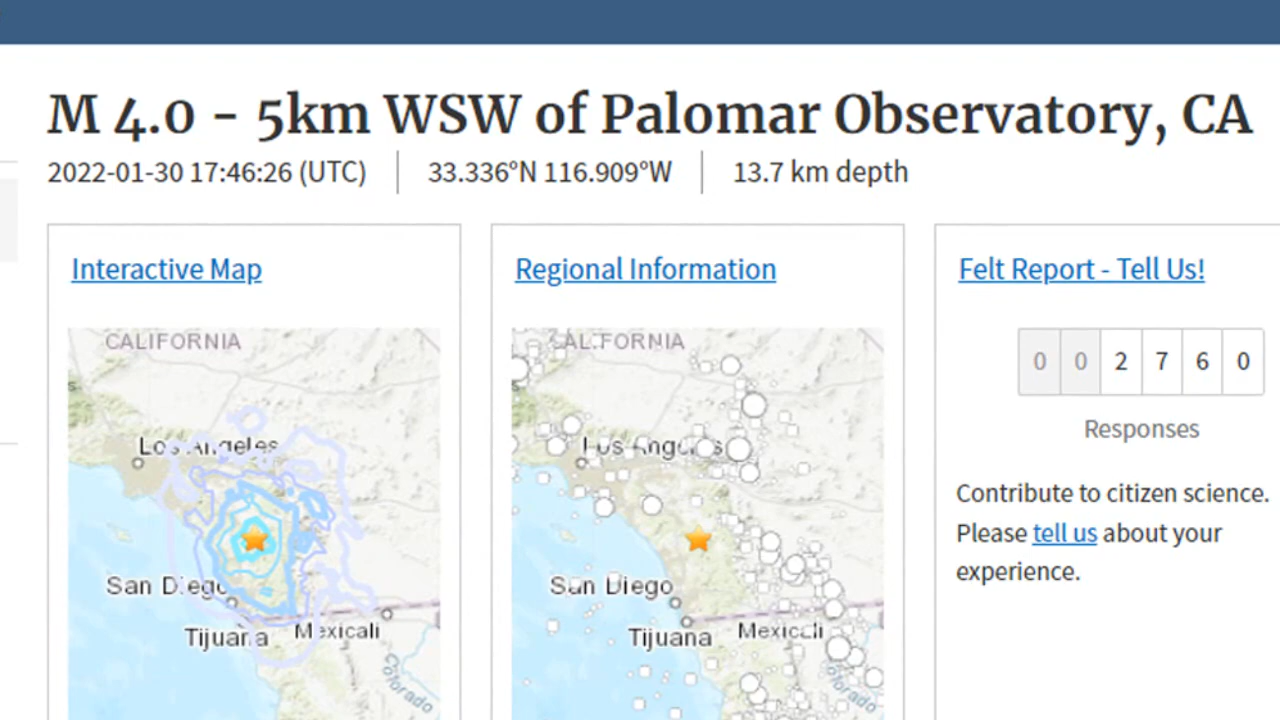 M 4.0 - 5km WSW of Palomar Observatory, CA
2022-01-30 17:46:26 (UTC)
33.336°N 116.909°W
13.7 km depth
Interactive Map
Regional Information
Felt Report - Tell Us!
CALIFORNIA
Los Angeles
San Diego
Tijuana
Mexicali
Colorado
CALIFORNIA
Los Angeles
San Diego
Tijuana
Mexicali
Colorado
0 0 2 7 6 0
Responses
Contribute to citizen science.
Please tell us about your
experience.